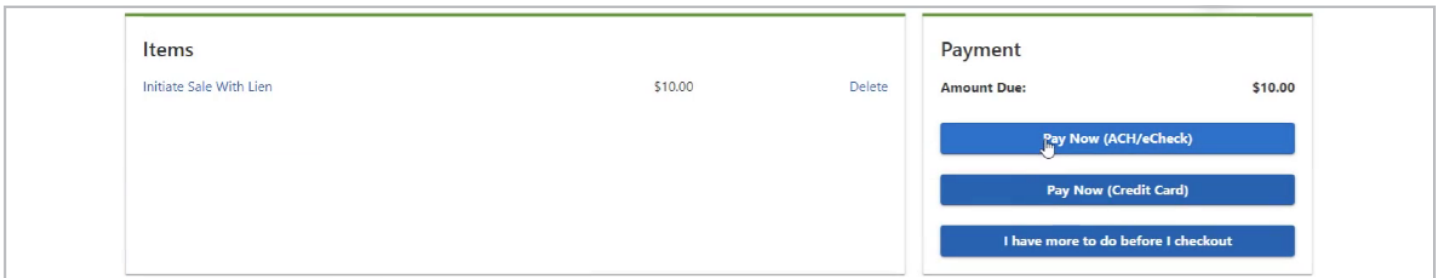 Items
Initiate Sale With Lien $10.00 Delete
Payment
Amount Due: $10.00
Pay Now (ACH/eCheck)
Pay Now (Credit Card)
I have more to do before I checkout